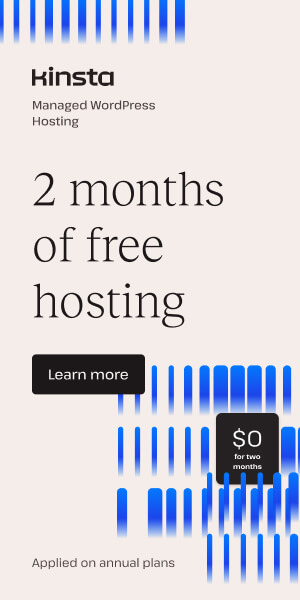 kinsta
Managed WordPress
Hosting
2 months
of free
hosting
Learn more
$0
for two
months
Applied on annual plans